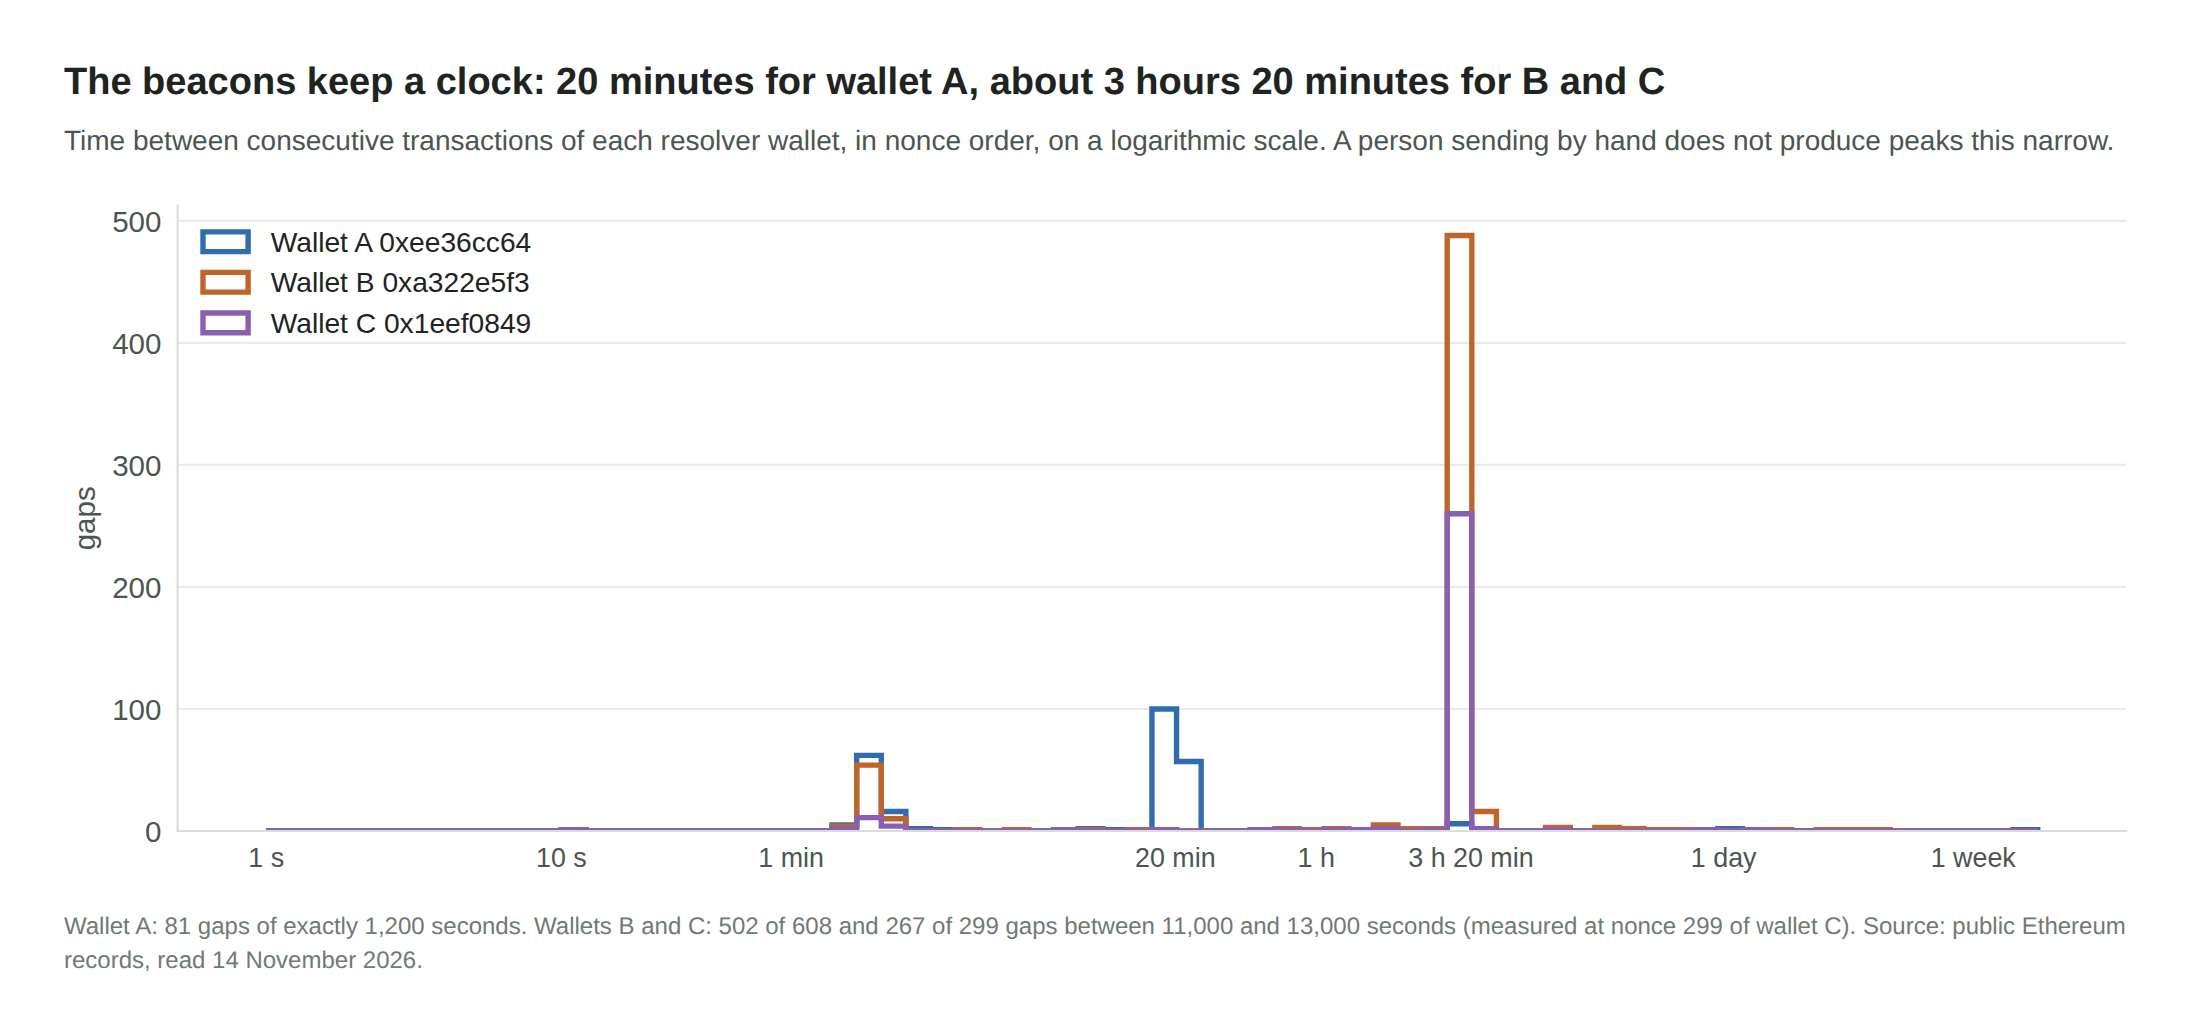 The beacons keep a clock: 20 minutes for wallet A, about 3 hours 20 minutes for B and C
Time between consecutive transactions of each resolver wallet, in nonce order, on a logarithmic scale. A person sending by hand does not produce peaks this narrow.
500
400
300
200
100
0
gaps
Wallet A 0xee36cc64
Wallet B 0xa322e5f3
Wallet C 0x1eef0849
1 s
10 s
1 min
20 min
1 h
3 h 20 min
1 day
1 week
Wallet A: 81 gaps of exactly 1,200 seconds. Wallets B and C: 502 of 608 and 267 of 299 gaps between 11,000 and 13,000 seconds (measured at nonce 299 of wallet C). Source: public Ethereum
records, read 14 November 2026.